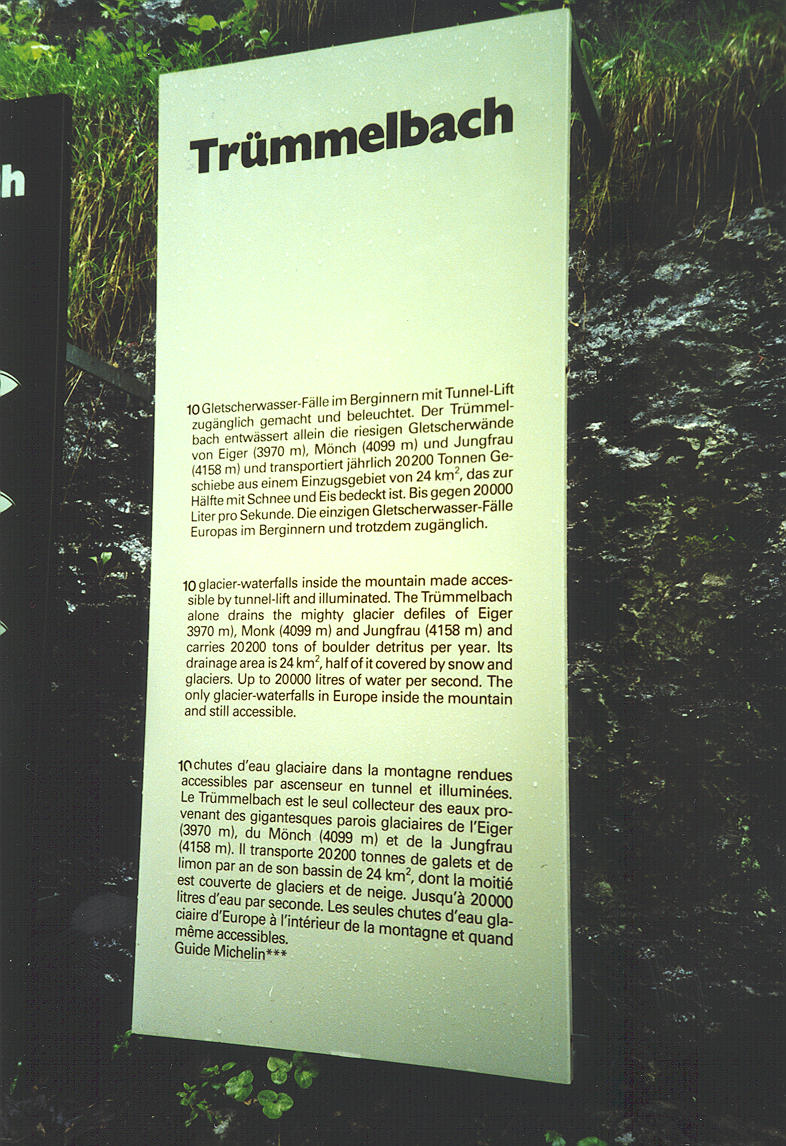 Trümmelbach
h
10 Gletscherwasser-Fälle im Berginnern mit Tunnel-Lift
zugänglich gemacht und beleuchtet. Der Trümmel-
bach entwässert allein die riesigen Gletscherwände
von Eiger (3970 m), Mönch (4099 m) und Jungfrau
(4158 m) und transportiert jährlich 20200 Tonnen Ge-
schiebe aus einem Einzugsgebiet von 24 km², das zur
Hälfte mit Schnee und Eis bedeckt ist. Bis gegen 20000
Liter pro Sekunde. Die einzigen Gletscherwasser-Fälle
Europas im Berginnern und trotzdem zugänglich.
10 glacier-waterfalls inside the mountain made acces-
sible by tunnel-lift and illuminated. The Trümmelbach
alone drains the mighty glacier defiles of Eiger
3970 m), Monk (4099 m) and Jungfrau (4158 m) and
carries 20200 tons of boulder detritus per year. Its
drainage area is 24 km², half of it covered by snow and
glaciers. Up to 20000 litres of water per second. The
only glacier-waterfalls in Europe inside the mountain
and still accessible.
10 chutes d'eau glaciaire dans la montagne rendues
accessibles par ascenseur en tunnel et illuminées.
Le Trümmelbach est le seul collecteur des eaux pro-
venant des gigantesques parois glaciaires de l'Eiger
(3970 m), du Mönch (4099 m) et de la Jungfrau
(4158 m). Il transporte 20200 tonnes de galets et de
limon par an de son bassin de 24 km², dont la moitié
est couverte de glaciers et de neige. Jusqu'à 20000
litres d'eau par seconde. Les seules chutes d'eau gla-
ciaire d'Europe à l'intérieur de la montagne et quand
même accessibles.
Guide Michelin***